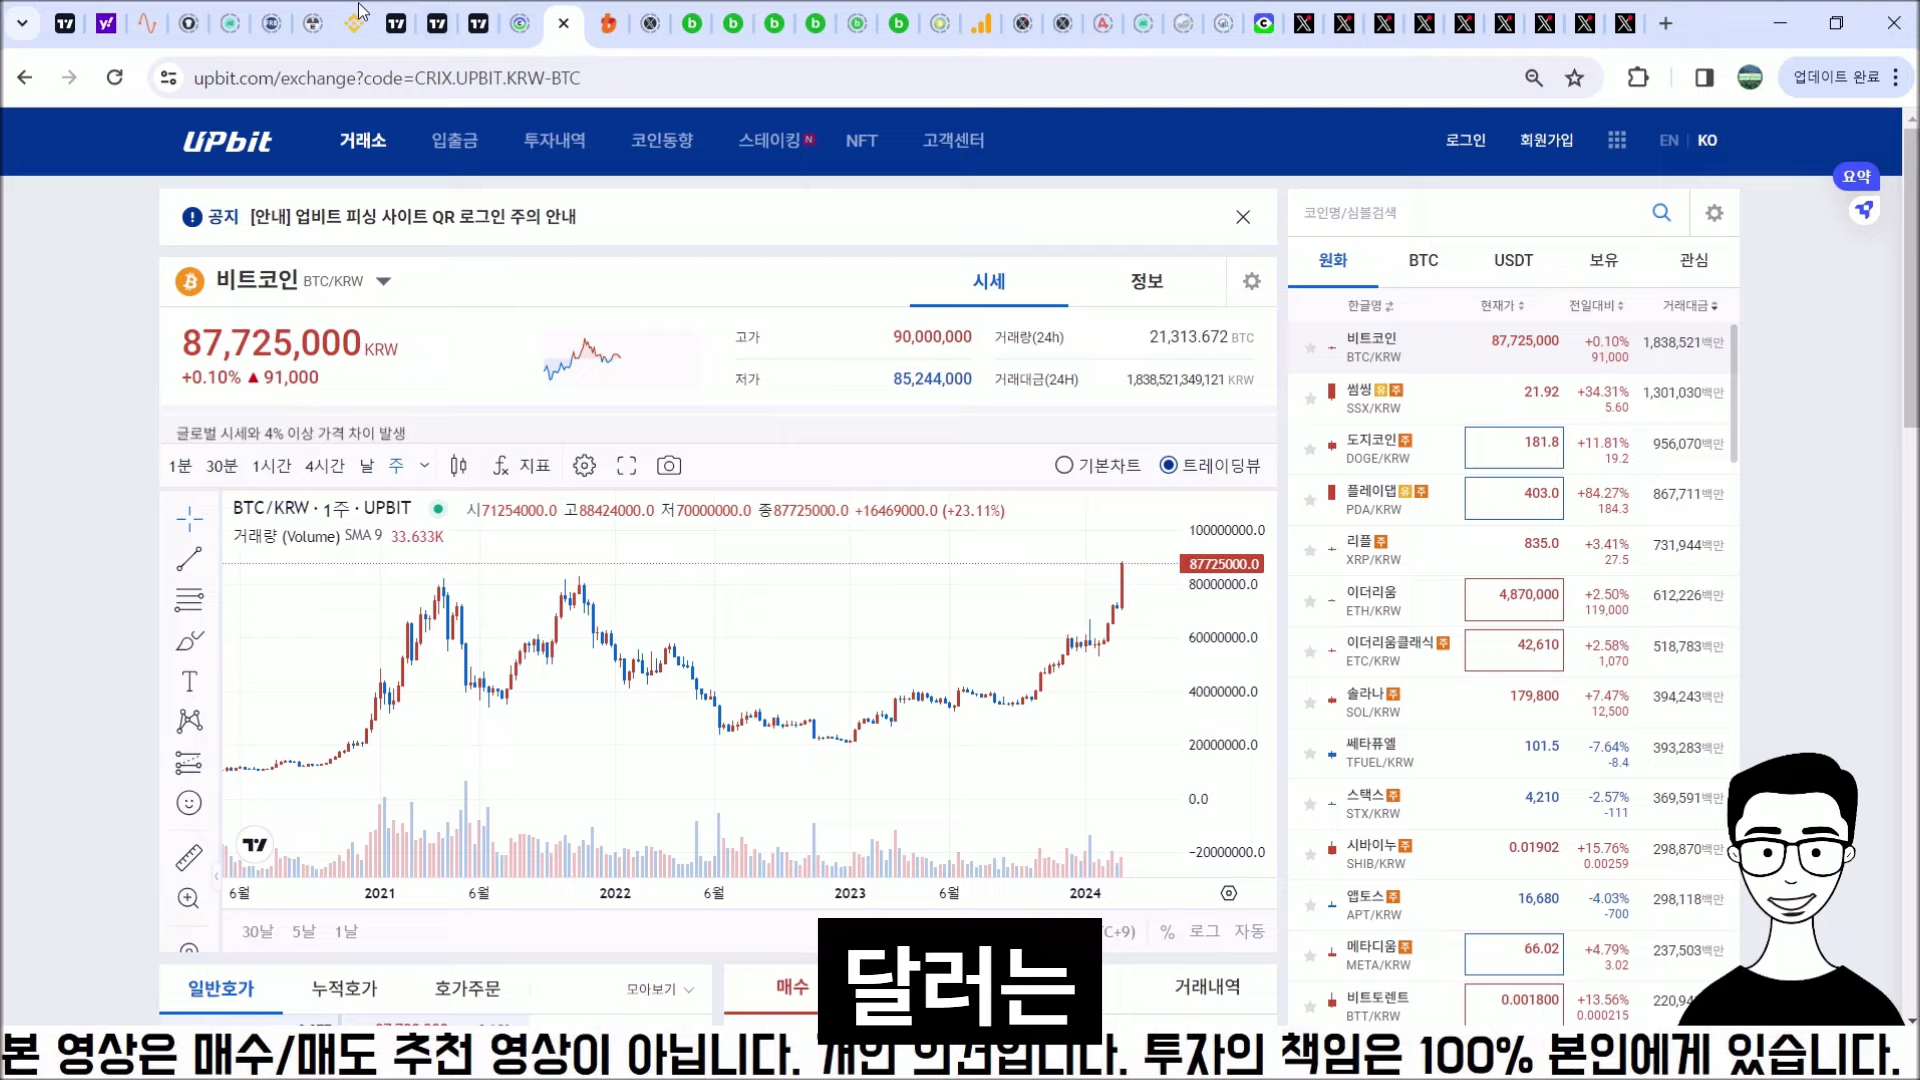 upbit.com/exchange?code=CRIX.UPBIT.KRW-BTC
업데이트 완료
UPbit
거래소 입출금 투자내역 코인동향 스테이킹 N NFT 고객센터
로그인 회원가입 EN KO
요약
공지 [안내] 업비트 피싱 사이트 QR 로그인 주의 안내
비트코인 BTC/KRW
시세 정보
87,725,000 KRW
+0.10% ▲ 91,000
고가 90,000,000 거래량(24h) 21,313.672 BTC
저가 85,244,000 거래대금(24H) 1,838,521,349,121 KRW
글로벌 시세와 4% 이상 가격 차이 발생
1분 30분 1시간 4시간 날 주 지표 기본차트 트레이딩뷰
BTC/KRW · 1주 · UPBIT 시71254000.0 고88424000.0 저70000000.0 종87725000.0 +16469000.0 (+23.11%)
거래량 (Volume) SMA 9 33.633K
100000000.0
87725000.0
80000000.0
60000000.0
40000000.0
20000000.0
0.0
−20000000.0
6월 2021 6월 2022 6월 2023 6월 2024
30날 5날 1날
C+9) % 로그 자동
일반호가 누적호가 호가주문 모아보기
매수 거래내역
코인명/심볼검색
원화 BTC USDT 보유 관심
한글명 현재가 전일대비 거래대금
비트코인 87,725,000 +0.10% 1,838,521백만
BTC/KRW 91,000
썸씽 유 주 21.92 +34.31% 1,301,030백만
SSX/KRW 5.60
도지코인 주 181.8 +11.81% 956,070백만
DOGE/KRW 19.2
플레이댑 유 주 403.0 +84.27% 867,711백만
PDA/KRW 184.3
리플 주 835.0 +3.41% 731,944백만
XRP/KRW 27.5
이더리움 4,870,000 +2.50% 612,226백만
ETH/KRW 119,000
이더리움클래식 주 42,610 +2.58% 518,783백만
ETC/KRW 1,070
솔라나 주 179,800 +7.47% 394,243백만
SOL/KRW 12,500
쎄타퓨엘 101.5 -7.64% 393,283백만
TFUEL/KRW -8.4
스택스 주 4,210 -2.57% 369,591백만
STX/KRW -111
시바이누 주 0.01902 +15.76% 298,870백만
SHIB/KRW 0.00259
앱토스 주 16,680 -4.03% 298,118백만
APT/KRW -700
메타디움 주 66.02 +4.79% 237,503백만
META/KRW 3.02
비트토렌트 0.001800 +13.56% 220,94
BTT/KRW 0.000215
달러는
본 영상은 매수/매도 추천 영상이 아닙니다. 개인 의견입니다. 투자의 책임은 100% 본인에게 있습니다.